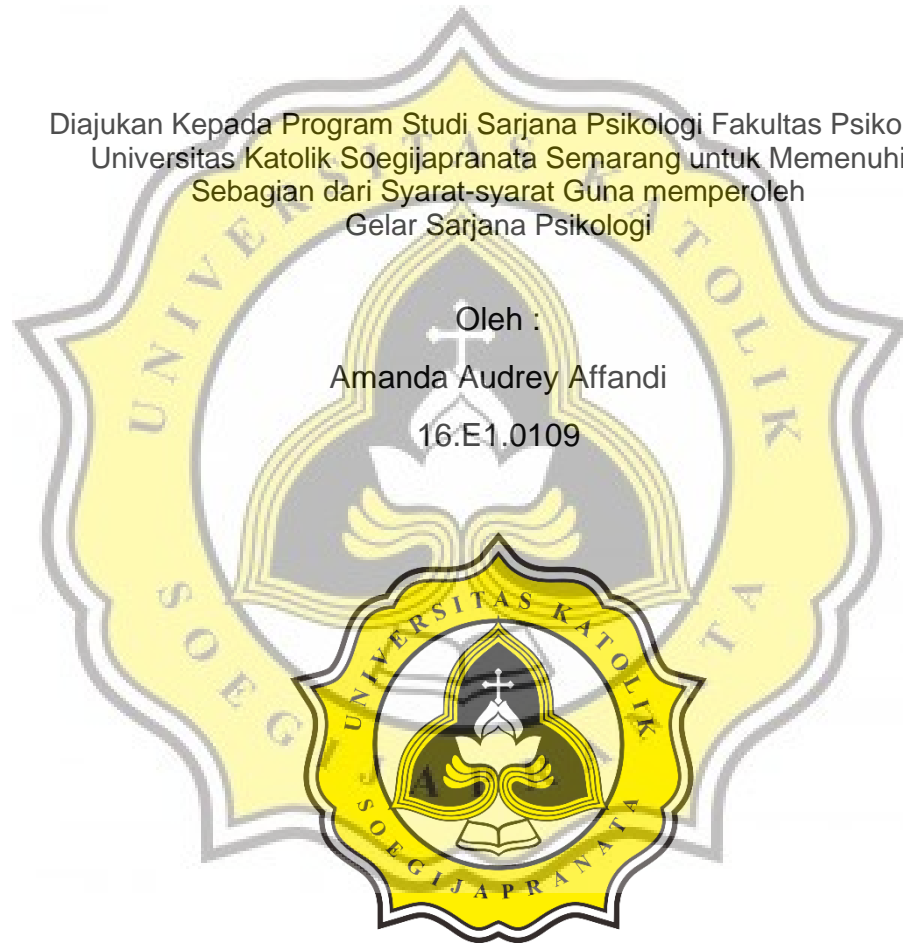 Diajukan Kepada Program Studi Sarjana Psikologi Fakultas Psiko
Universitas Katolik Soegijapranata Semarang untuk Memenuhi
Sebagian dari Syarat-syarat Guna memperoleh
Gelar Sarjana Psikologi
Oleh :
Amanda Audrey Affandi
16.E1.0109
UNIVERSITAS KATOLIK
SOEGIJAPRANATA
UNIVERSITAS KATOLIK
SOEGIJAPRANATA